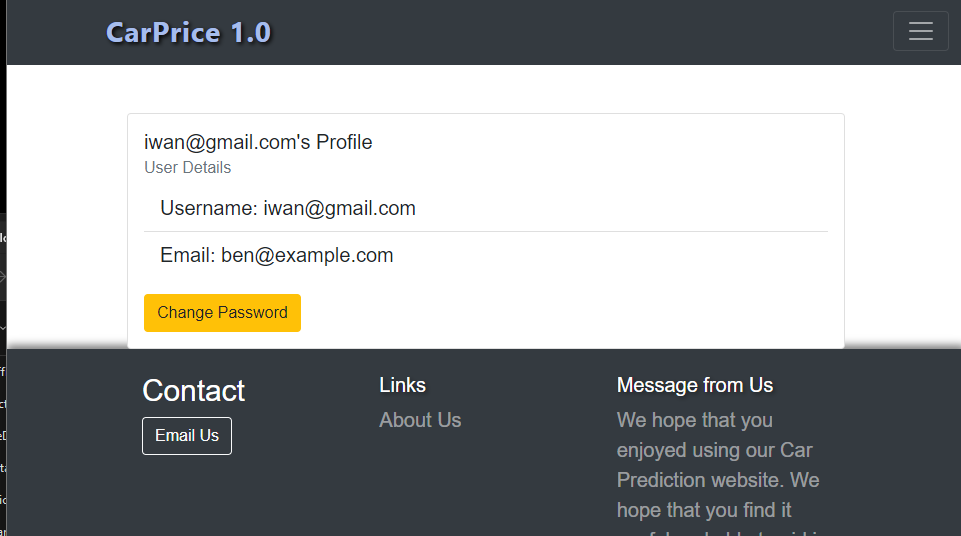 CarPrice 1.0
iwan@gmail.com's Profile
User Details
Username: iwan@gmail.com
Email: ben@example.com
Change Password
Contact
Email Us
Links
About Us
Message from Us
We hope that you
enjoyed using our Car
Prediction website. We
hope that you find it